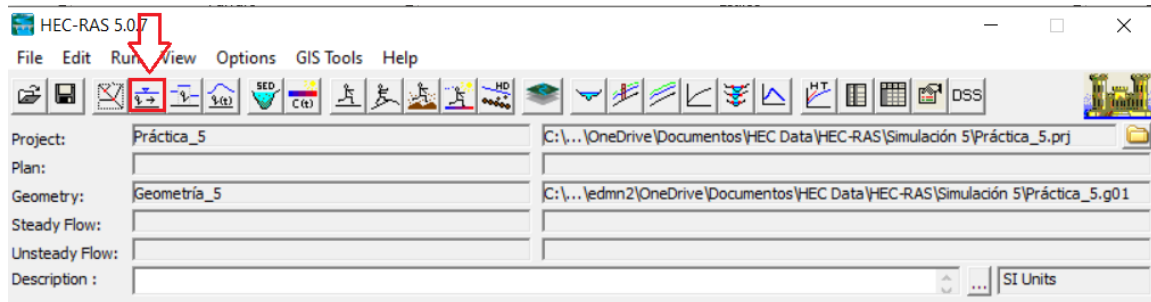 HEC-RAS 5.0.7
File Edit Run View Options GIS Tools Help
SED C(t) HD HT DSS
Project: Práctica_5 C:\...\OneDrive\Documentos\HEC Data\HEC-RAS\Simulación 5\Práctica_5.prj
Plan:
Geometry: Geometría_5 C:\...\edmn2\OneDrive\Documentos\HEC Data\HEC-RAS\Simulación 5\Práctica_5.g01
Steady Flow:
Unsteady Flow:
Description : ... SI Units